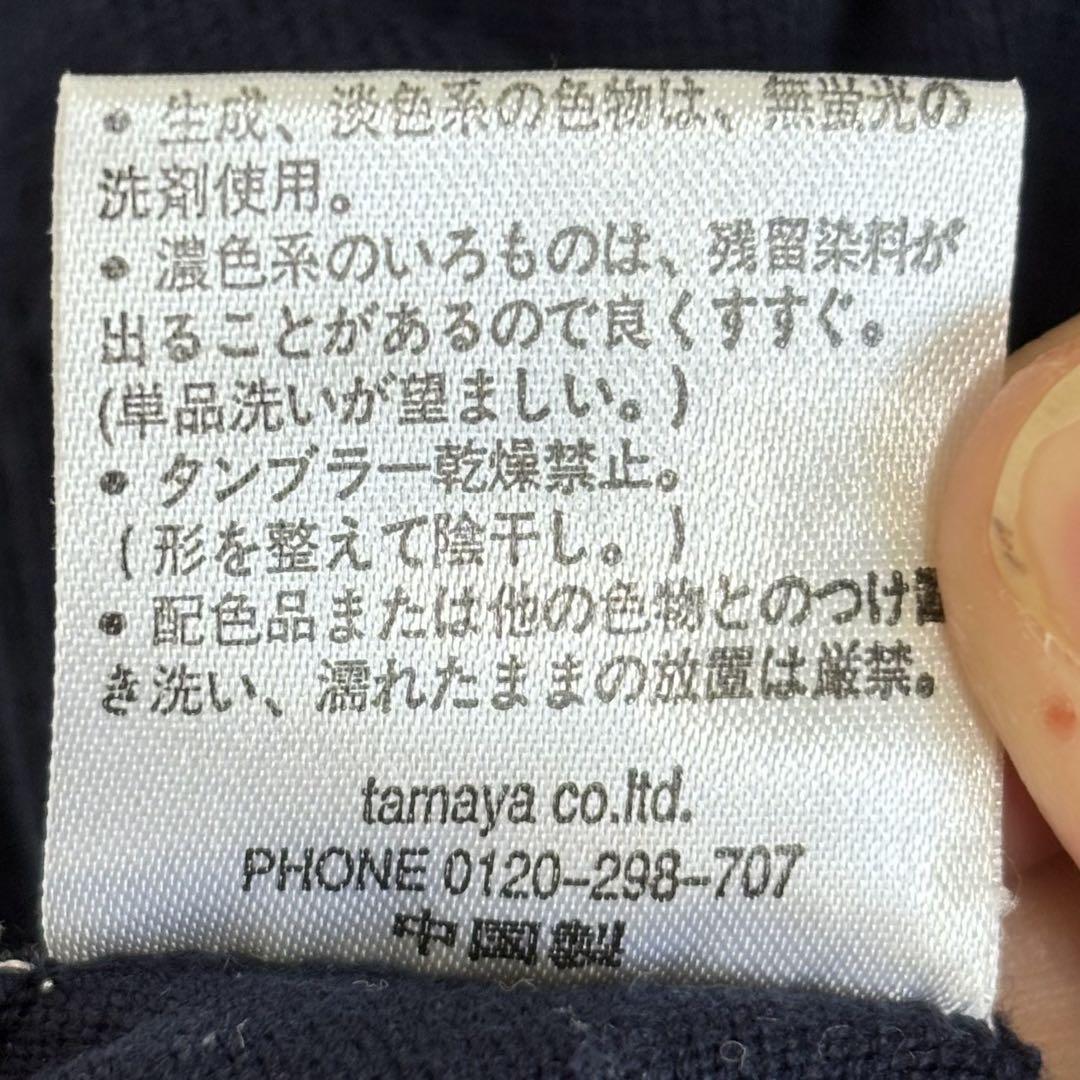 ・生成、淡色系の色物は、無蛍光の
洗剤使用。
・濃色系のいろものは、残留染料が
出ることがあるので良くすすぐ。
(単品洗いが望ましい。)
・タンブラー乾燥禁止。
(形を整えて陰干し。)
・配色品または他の色物とのつけ置
き洗い、濡れたままの放置は厳禁。
tamaya co.ltd.
PHONE 0120-298-707
中国製